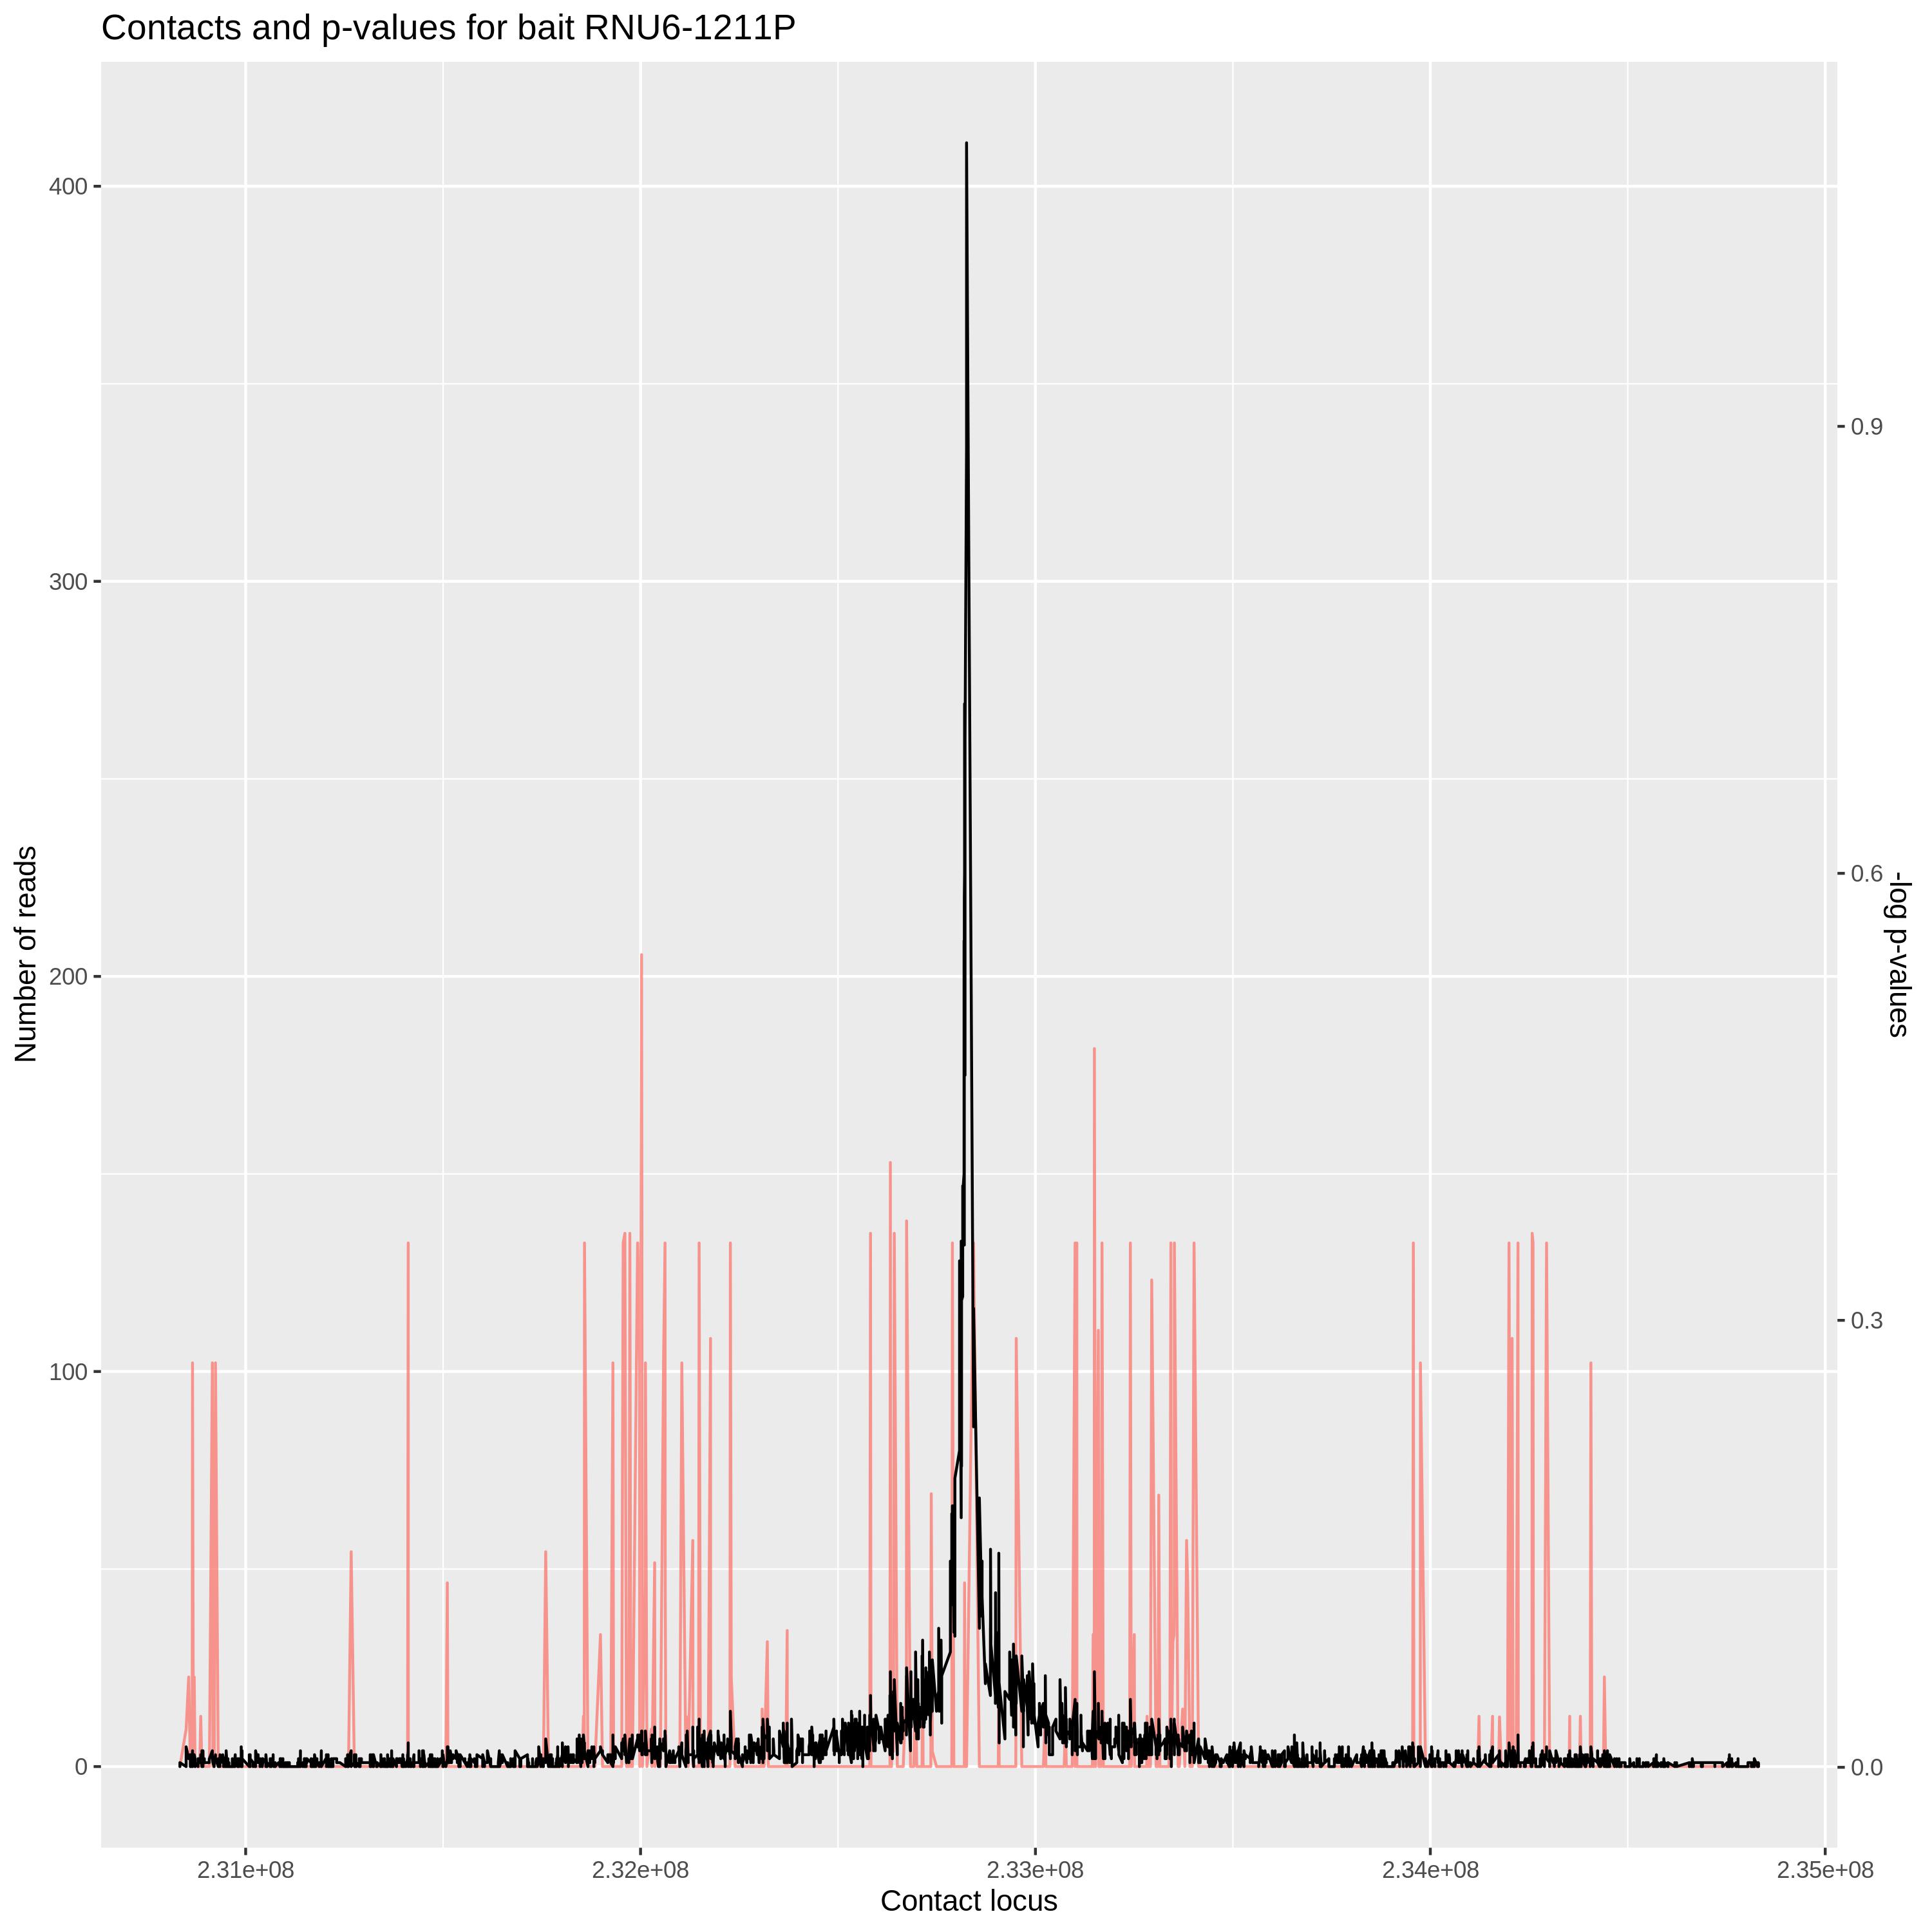 Contacts and p-values for bait RNU6-1211P
400
300
200
100
0
0.9
0.6
0.3
0.0
Number of reads
-log p-values
2.31e+08
2.32e+08
2.33e+08
2.34e+08
2.35e+08
Contact locus